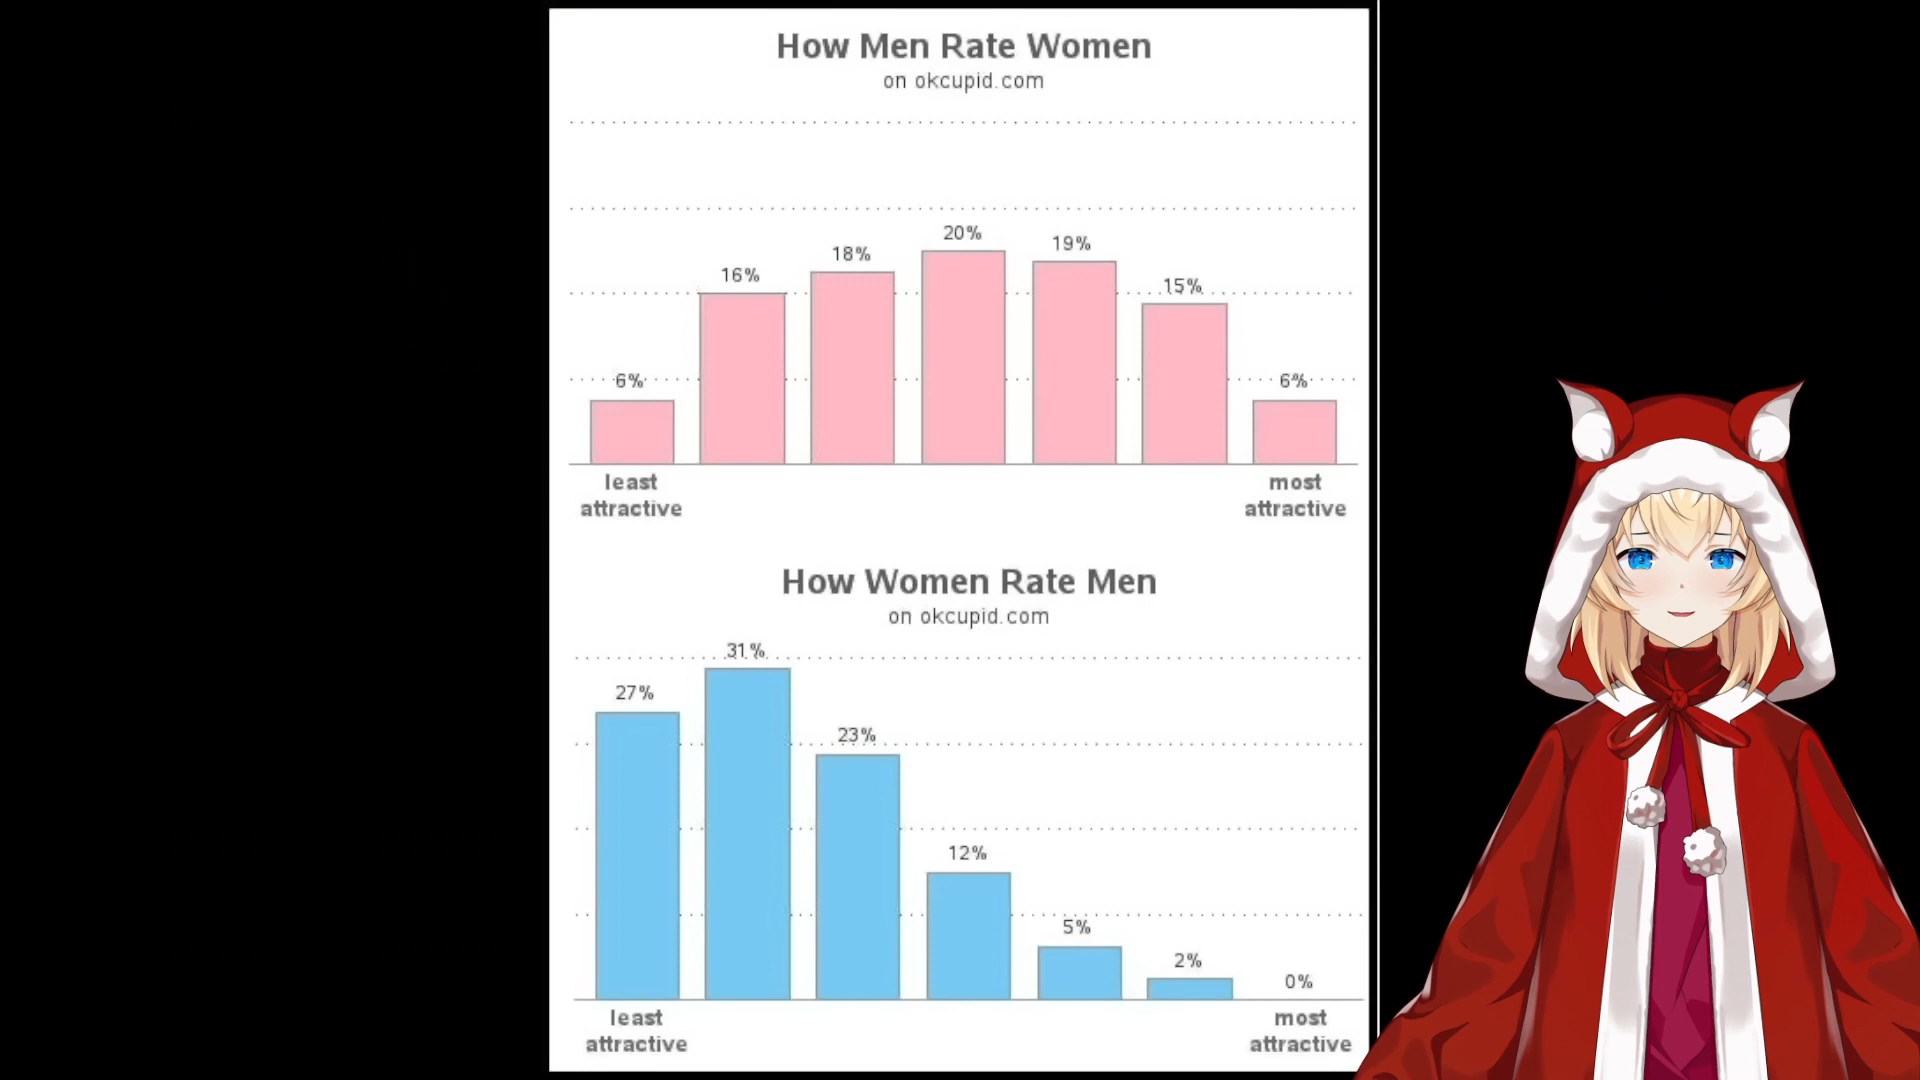 How Men Rate Women
on okcupid.com
6%
16%
18%
20%
19%
15%
6%
least
attractive
most
attractive
How Women Rate Men
on okcupid.com
27%
31%
23%
12%
5%
2%
0%
least
attractive
most
attractive